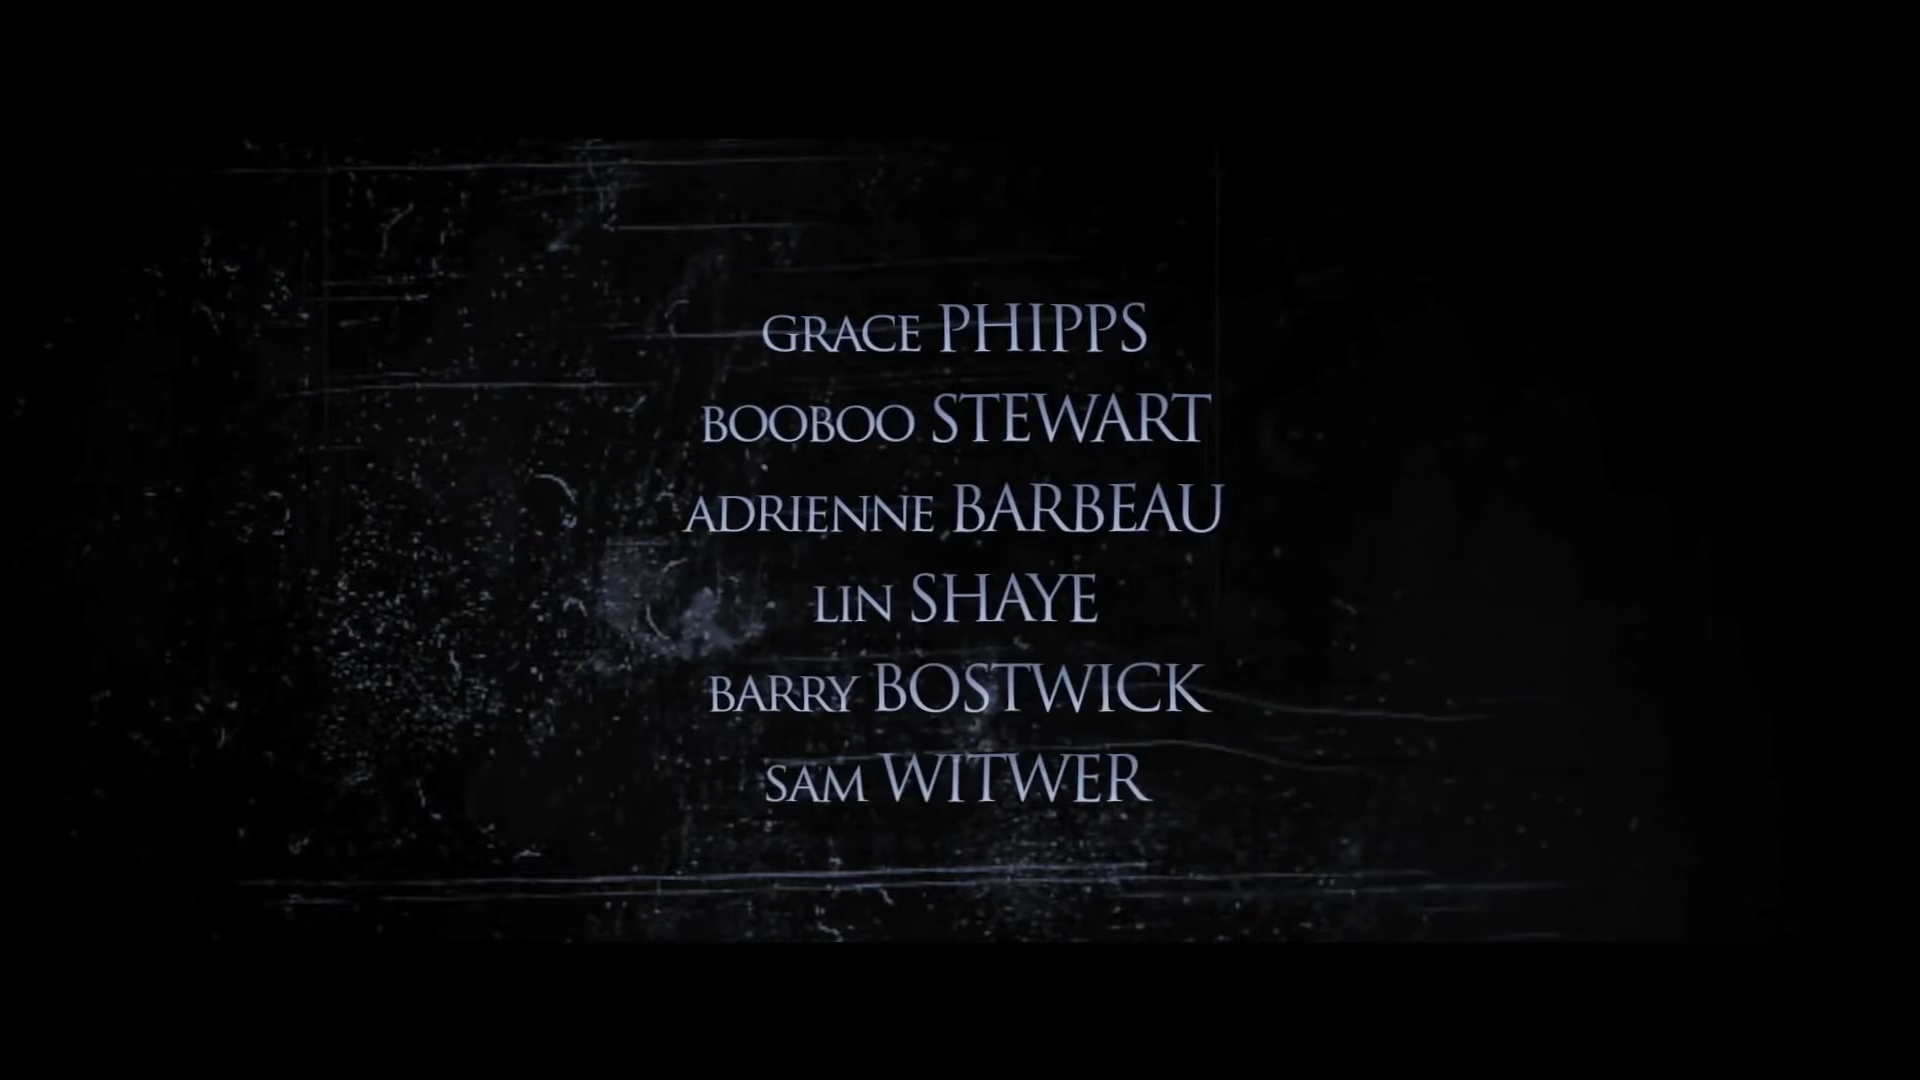 GRACE PHIPPS
BOOBOO STEWART
ADRIENNE BARBEAU
LIN SHAYE
BARRY BOSTWICK
SAM WITWER